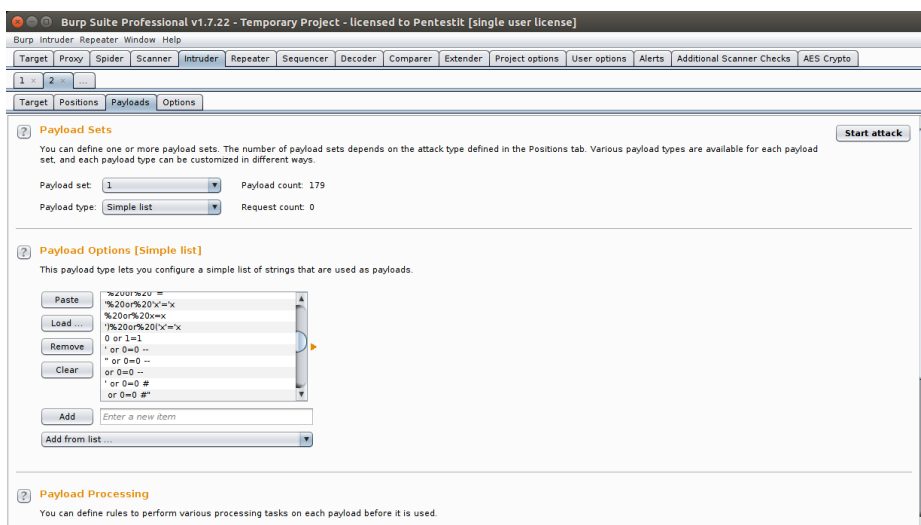 Burp Suite Professional v1.7.22 - Temporary Project - licensed to Pentestit [single user license]
Burp Intruder Repeater Window Help
Target Proxy Spider Scanner Intruder Repeater Sequencer Decoder Comparer Extender Project options User options Alerts Additional Scanner Checks AES Crypto
1 × 2 × ...
Target Positions Payloads Options
? Payload Sets
Start attack
You can define one or more payload sets. The number of payload sets depends on the attack type defined in the Positions tab. Various payload types are available for each payload
set, and each payload type can be customized in different ways.
Payload set: 1 Payload count: 179
Payload type: Simple list Request count: 0
? Payload Options [Simple list]
This payload type lets you configure a simple list of strings that are used as payloads.
Paste
Load ...
Remove
Clear
'%20or%20'x'='x
%20or%20x=x
')%20or%20('x'='x
0 or 1=1
' or 0=0 --
" or 0=0 --
or 0=0 --
' or 0=0 #
or 0=0 #"
Add Enter a new item
Add from list ...
? Payload Processing
You can define rules to perform various processing tasks on each payload before it is used.